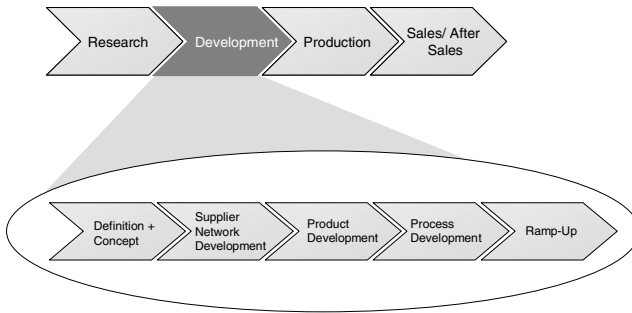 Research
Development
Production
Sales/ After
Sales
Definition +
Concept
Supplier
Network
Development
Product
Development
Process
Development
Ramp-Up